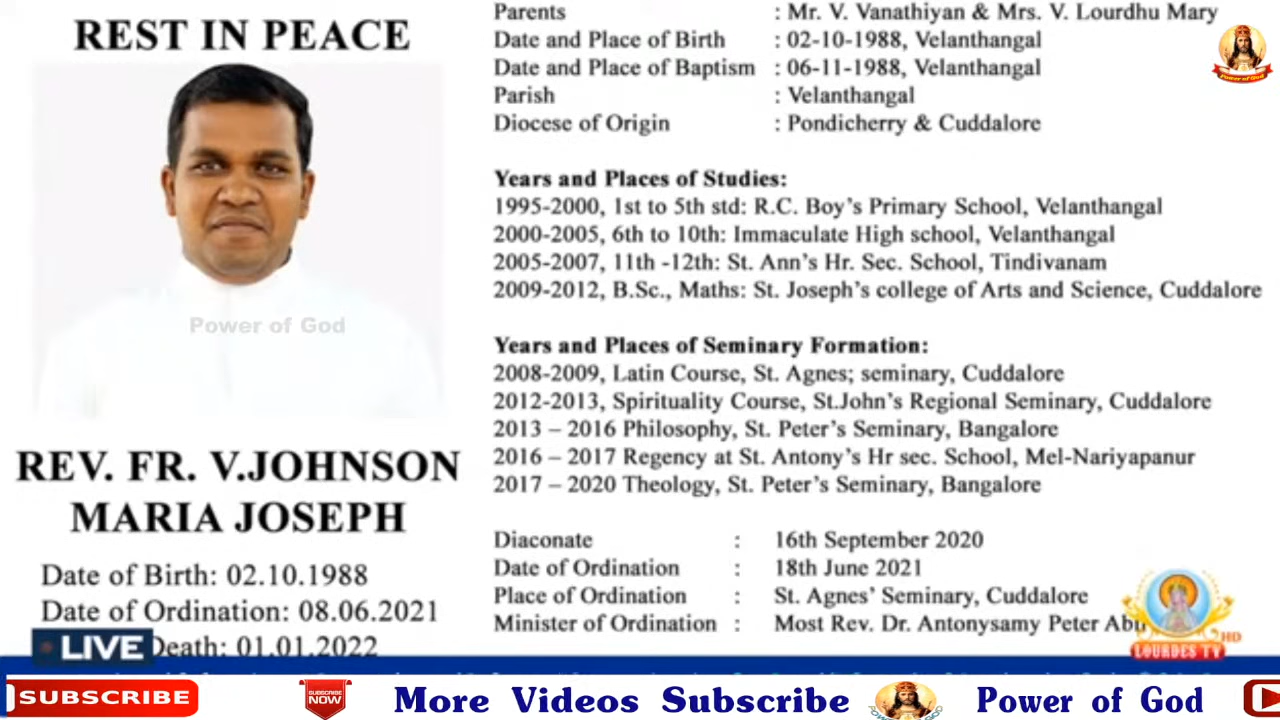 REST IN PEACE
Power of God
REV. FR. V.JOHNSON
MARIA JOSEPH
Date of Birth: 02.10.1988
Date of Ordination: 08.06.2021
Death: 01.01.2022
Parents : Mr. V. Vanathiyan & Mrs. V. Lourdhu Mary
Date and Place of Birth : 02-10-1988, Velanthangal
Date and Place of Baptism : 06-11-1988, Velanthangal
Parish : Velanthangal
Diocese of Origin : Pondicherry & Cuddalore
Years and Places of Studies:
1995-2000, 1st to 5th std: R.C. Boy's Primary School, Velanthangal
2000-2005, 6th to 10th: Immaculate High school, Velanthangal
2005-2007, 11th -12th: St. Ann's Hr. Sec. School, Tindivanam
2009-2012, B.Sc., Maths: St. Joseph's college of Arts and Science, Cuddalore
Years and Places of Seminary Formation:
2008-2009, Latin Course, St. Agnes; seminary, Cuddalore
2012-2013, Spirituality Course, St.John's Regional Seminary, Cuddalore
2013 – 2016 Philosophy, St. Peter's Seminary, Bangalore
2016 – 2017 Regency at St. Antony's Hr sec. School, Mel-Nariyapanur
2017 – 2020 Theology, St. Peter's Seminary, Bangalore
Diaconate : 16th September 2020
Date of Ordination : 18th June 2021
Place of Ordination : St. Agnes' Seminary, Cuddalore
Minister of Ordination : Most Rev. Dr. Antonysamy Peter
Power of God
LOURDES TV HD
LIVE
SUBSCRIBE
SUBSCRIBE NOW
More Videos Subscribe
Power of God